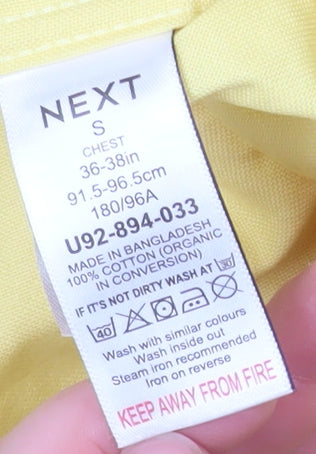 NEXT
S
CHEST
36-38in
91.5-96.5cm
180/96A
U92-894-033
MADE IN BANGLADESH
100% COTTON (ORGANIC
IN CONVERSION)
IF IT'S NOT DIRTY WASH AT 30
40
Wash with similar colours
Wash inside out
Steam iron recommended
Iron on reverse
KEEP AWAY FROM FIRE